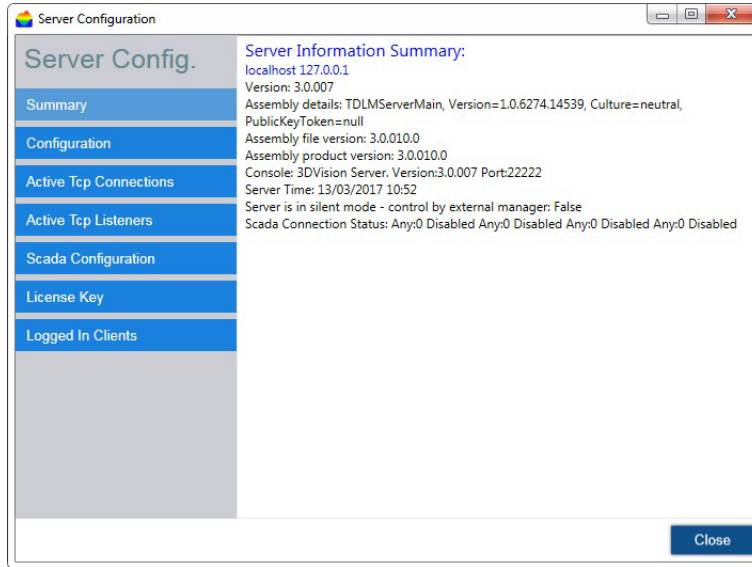 Server Configuration
Server Config.
Summary
Configuration
Active Tcp Connections
Active Tcp Listeners
Scada Configuration
License Key
Logged In Clients
Server Information Summary:
localhost 127.0.0.1
Version: 3.0.007
Assembly details: TDLMServerMain, Version=1.0.6274.14539, Culture=neutral,
PublicKeyToken=null
Assembly file version: 3.0.010.0
Assembly product version: 3.0.010.0
Console: 3DVision Server. Version:3.0.007 Port:22222
Server Time: 13/03/2017 10:52
Server is in silent mode - control by external manager: False
Scada Connection Status: Any:0 Disabled Any:0 Disabled Any:0 Disabled Any:0 Disabled
Close